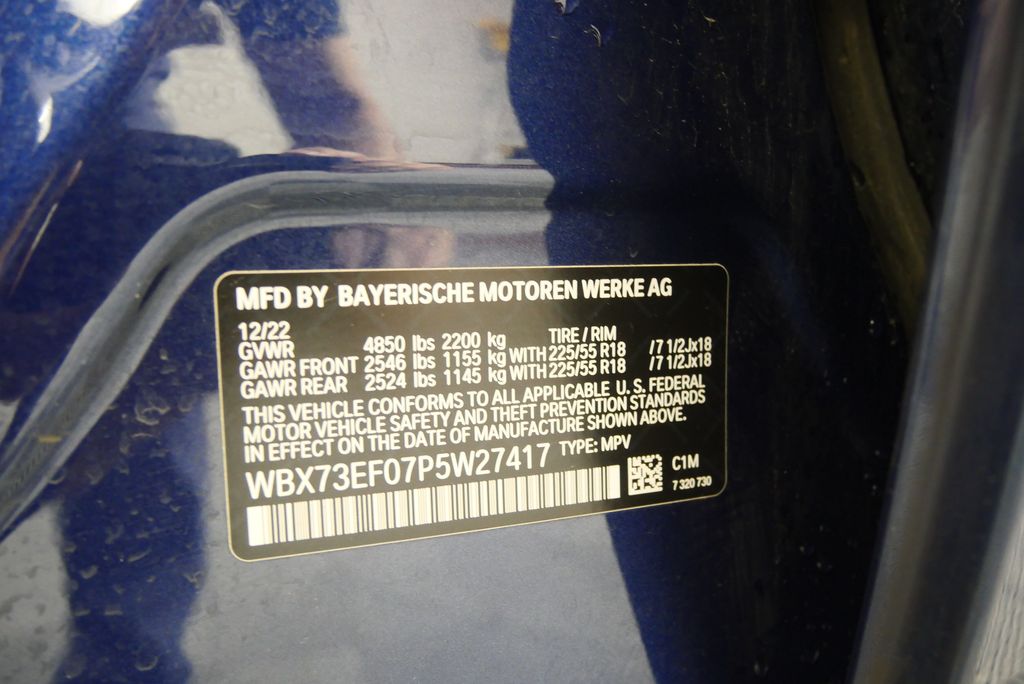 MFD BY BAYERISCHE MOTOREN WERKE AG
12/22 TIRE / RIM
GVWR 4850 lbs 2200 kg
GAWR FRONT 2546 lbs 1155 kg WITH 225/55 R18 /7 1/2Jx18
GAWR REAR 2524 lbs 1145 kg WITH 225/55 R18 /7 1/2Jx18
THIS VEHICLE CONFORMS TO ALL APPLICABLE U. S. FEDERAL
MOTOR VEHICLE SAFETY AND THEFT PREVENTION STANDARDS
IN EFFECT ON THE DATE OF MANUFACTURE SHOWN ABOVE.
WBX73EF07P5W27417 TYPE: MPV
C1M
7 320 730